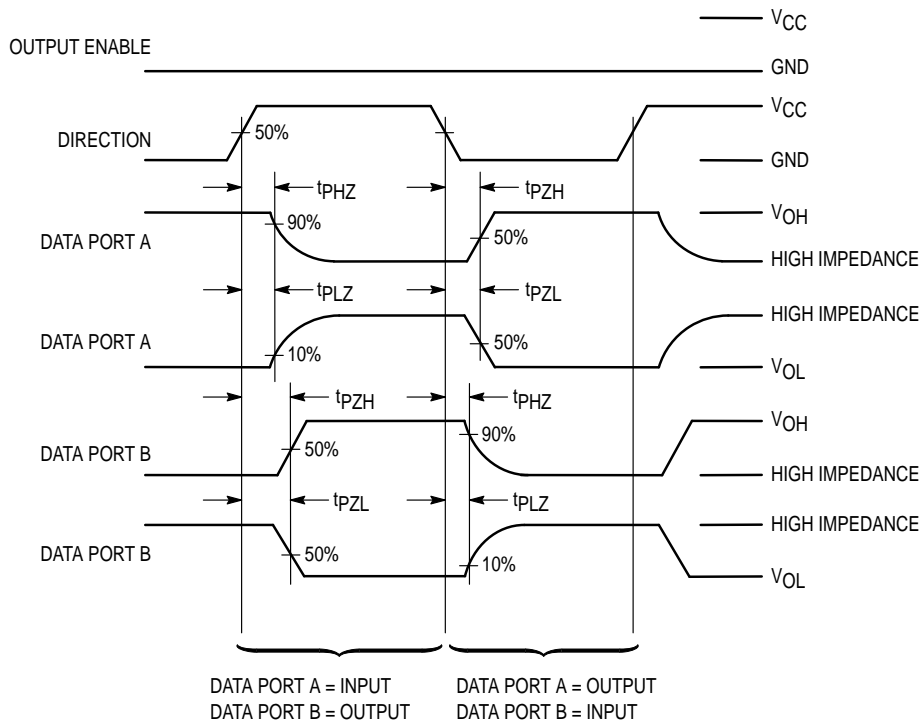 VCC
OUTPUT ENABLE
GND
VCC
50%
DIRECTION
GND
tPHZ
tPZH
VOH
90%
DATA PORT A
50%
HIGH IMPEDANCE
tPLZ
tPZL
HIGH IMPEDANCE
DATA PORT A
50%
10%
VOL
tPZH
tPHZ
VOH
90%
DATA PORT B
50%
HIGH IMPEDANCE
tPZL
tPLZ
HIGH IMPEDANCE
DATA PORT B
50%
10%
VOL
DATA PORT A = INPUT
DATA PORT B = OUTPUT
DATA PORT A = OUTPUT
DATA PORT B = INPUT